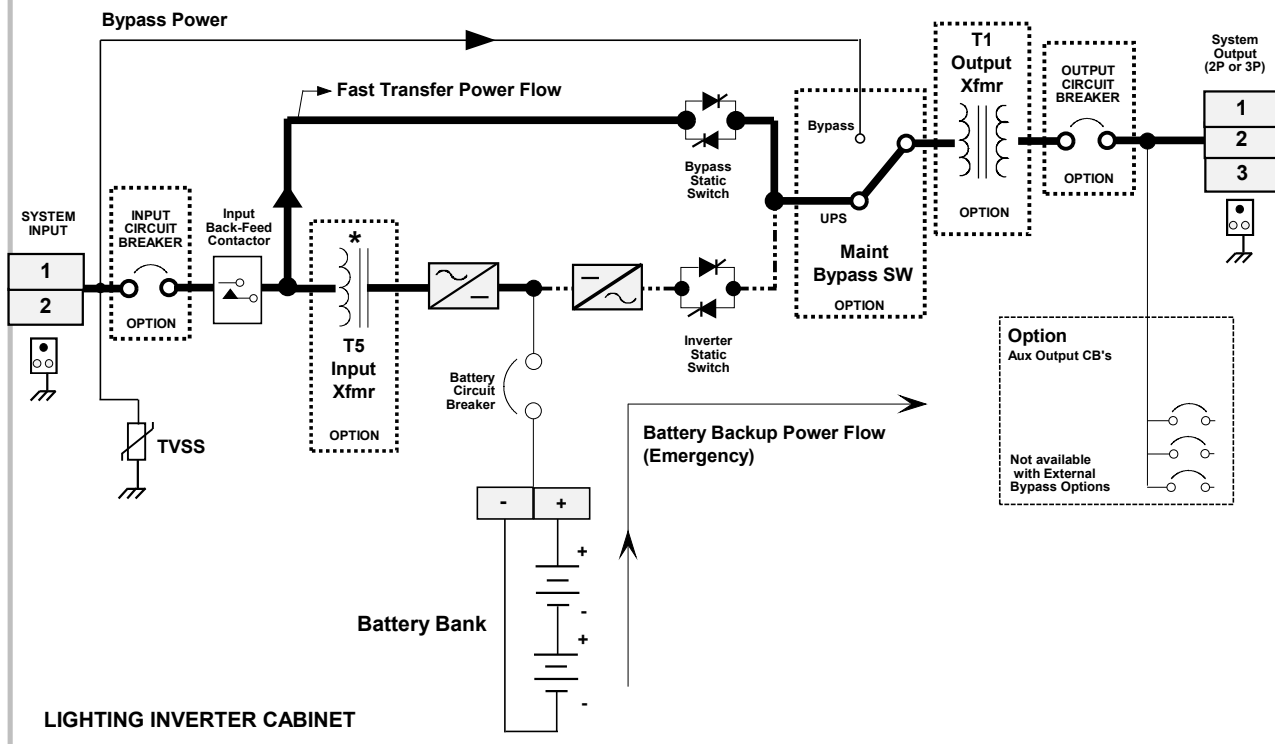 Bypass Power
Fast Transfer Power Flow
Bypass
Static
Switch
Bypass
UPS
Maint
Bypass SW
OPTION
T1
Output
Xfmr
OPTION
OUTPUT
CIRCUIT
BREAKER
OPTION
System
Output
(2P or 3P)
1
2
3
SYSTEM
INPUT
1
2
INPUT
CIRCUIT
BREAKER
OPTION
Input
Back-Feed
Contactor
*
T5
Input
Xfmr
OPTION
Inverter
Static
Switch
Battery
Circuit
Breaker
TVSS
Battery Backup Power Flow
(Emergency)
Option
Aux Output CB's
Not available
with External
Bypass Options
- +
+
-
+
-
Battery Bank
LIGHTING INVERTER CABINET